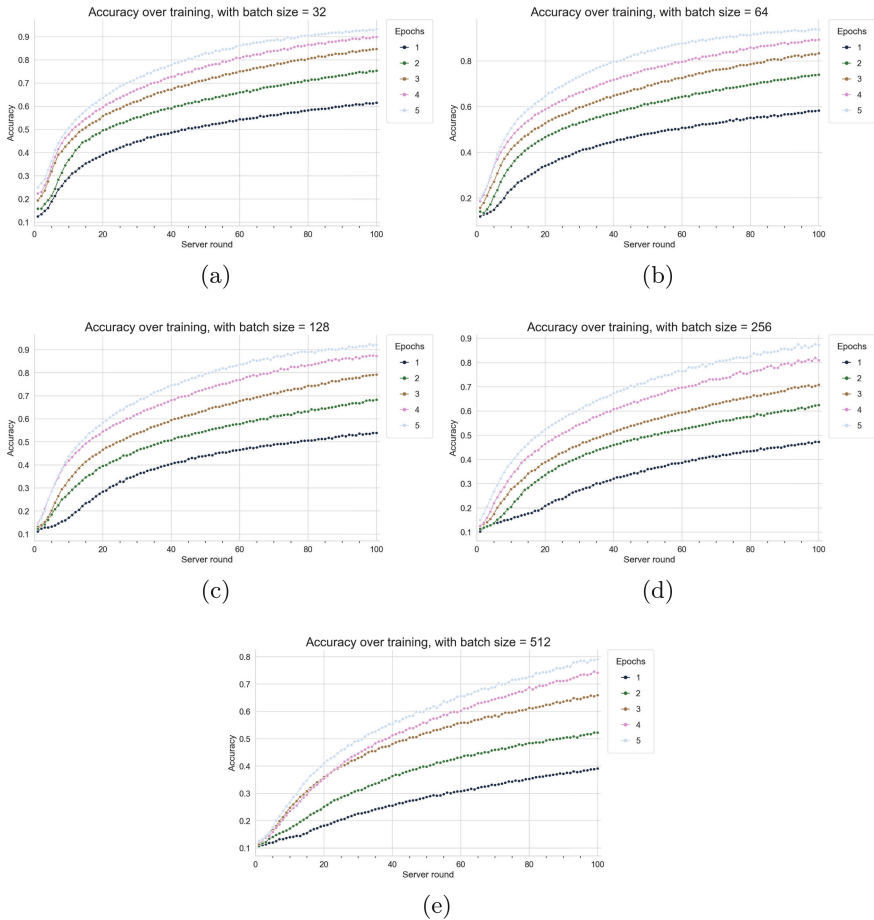 Accuracy over training, with batch size = 32
Accuracy
0.9
0.8
0.7
0.6
0.5
0.4
0.3
0.2
0.1
0 20 40 60 80 100
Server round
Epochs
1
2
3
4
5
(a)
Accuracy over training, with batch size = 64
Accuracy
0.8
0.6
0.4
0.2
0 20 40 60 80 100
Server round
Epochs
1
2
3
4
5
(b)
Accuracy over training, with batch size = 128
Accuracy
0.9
0.8
0.7
0.6
0.5
0.4
0.3
0.2
0.1
0 20 40 60 80 100
Server round
Epochs
1
2
3
4
5
(c)
Accuracy over training, with batch size = 256
Accuracy
0.9
0.8
0.7
0.6
0.5
0.4
0.3
0.2
0.1
0 20 40 60 80 100
Server round
Epochs
1
2
3
4
5
(d)
Accuracy over training, with batch size = 512
Accuracy
0.8
0.7
0.6
0.5
0.4
0.3
0.2
0.1
0 20 40 60 80 100
Server round
Epochs
1
2
3
4
5
(e)